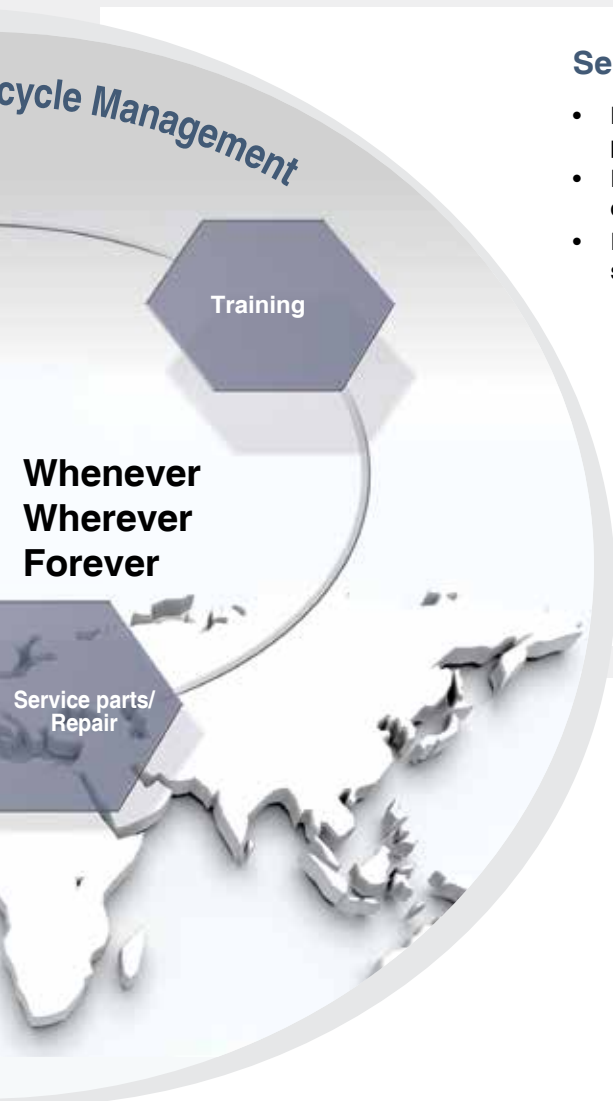 cycle Management
Training
Whenever
Wherever
Forever
Service parts/
Repair
Se